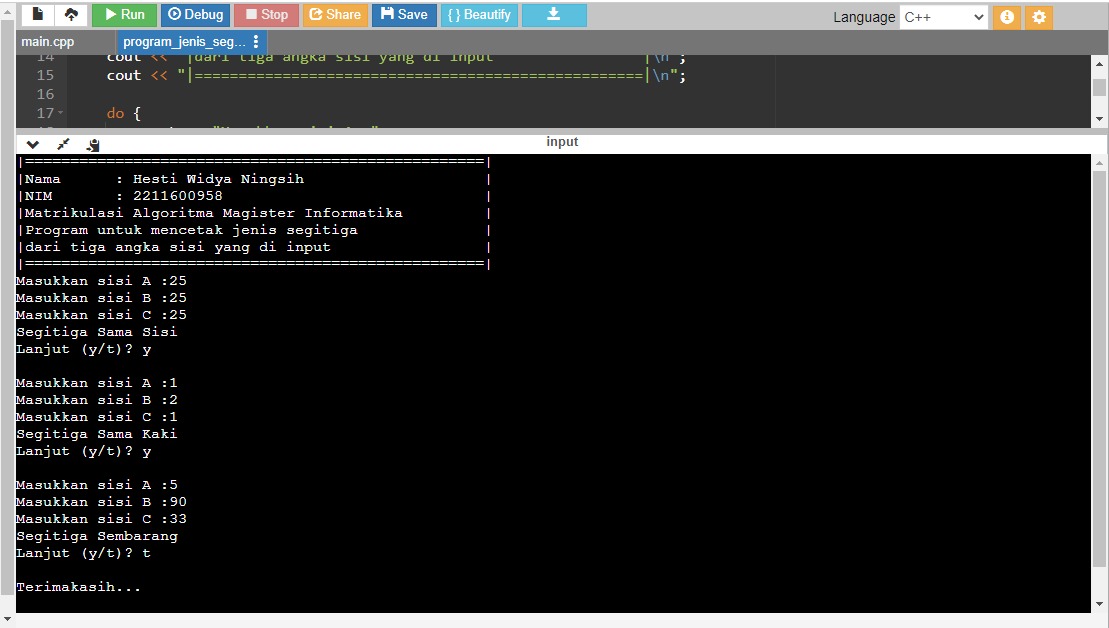 Run Debug Stop Share Save { } Beautify Language C++
main.cpp program_jenis_seg...
14 cout << "|dari tiga angka sisi yang di input |\n";
15 cout << "|===================================================|\n";
16
17 do {
input
|===================================================|
|Nama : Hesti Widya Ningsih |
|NIM : 2211600958 |
|Matrikulasi Algoritma Magister Informatika |
|Program untuk mencetak jenis segitiga |
|dari tiga angka sisi yang di input |
|===================================================|
Masukkan sisi A :25
Masukkan sisi B :25
Masukkan sisi C :25
Segitiga Sama Sisi
Lanjut (y/t)? y
Masukkan sisi A :1
Masukkan sisi B :2
Masukkan sisi C :1
Segitiga Sama Kaki
Lanjut (y/t)? y
Masukkan sisi A :5
Masukkan sisi B :90
Masukkan sisi C :33
Segitiga Sembarang
Lanjut (y/t)? t
Terimakasih...